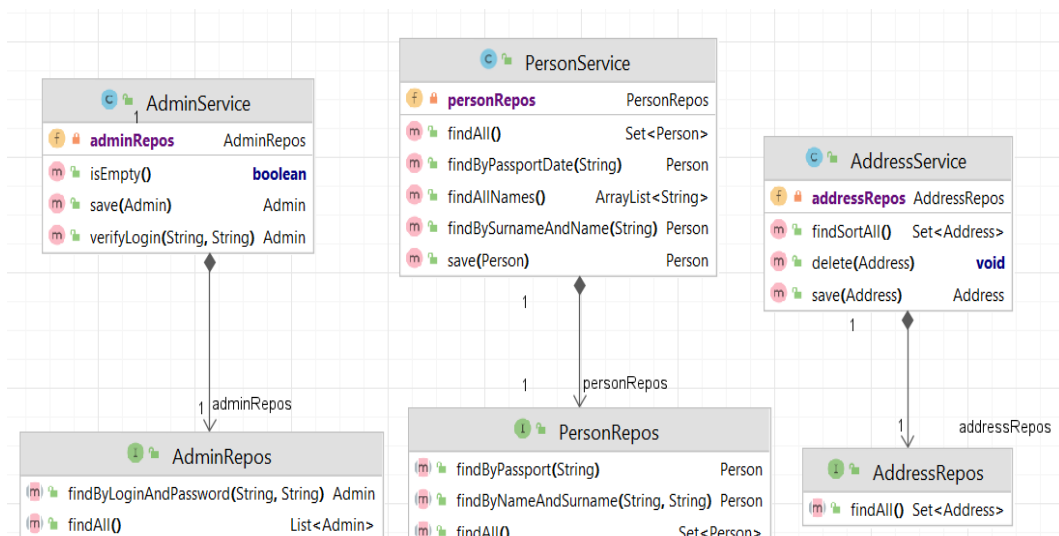 AdminService
1
adminRepos AdminRepos
isEmpty() boolean
save(Admin) Admin
verifyLogin(String, String) Admin
PersonService
personRepos PersonRepos
findAll() Set<Person>
findByPassportDate(String) Person
findAllNames() ArrayList<String>
findBySurnameAndName(String) Person
save(Person) Person
AddressService
addressRepos AddressRepos
findSortAll() Set<Address>
delete(Address) void
save(Address) Address
1
1
1 adminRepos
1 personRepos
1 addressRepos
AdminRepos
findByLoginAndPassword(String, String) Admin
findAll() List<Admin>
PersonRepos
findByPassport(String) Person
findByNameAndSurname(String, String) Person
findAll() Set<Person>
AddressRepos
findAll() Set<Address>